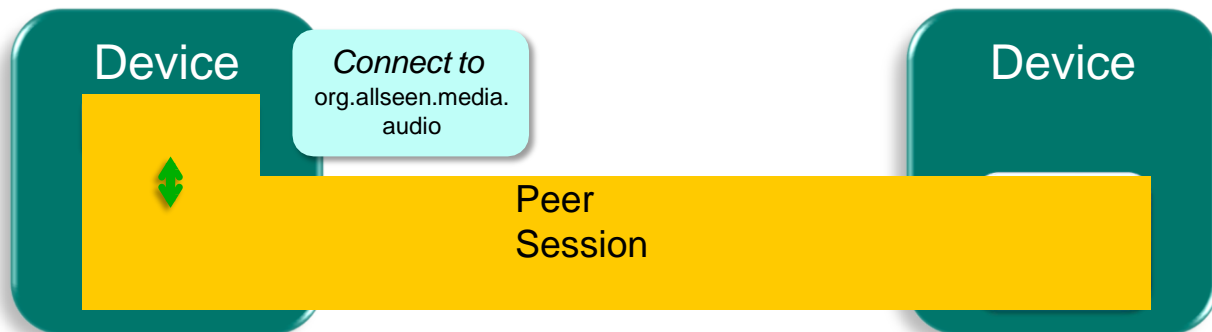 Device
Connect to
org.allseen.media.
audio
Device
Peer
Session